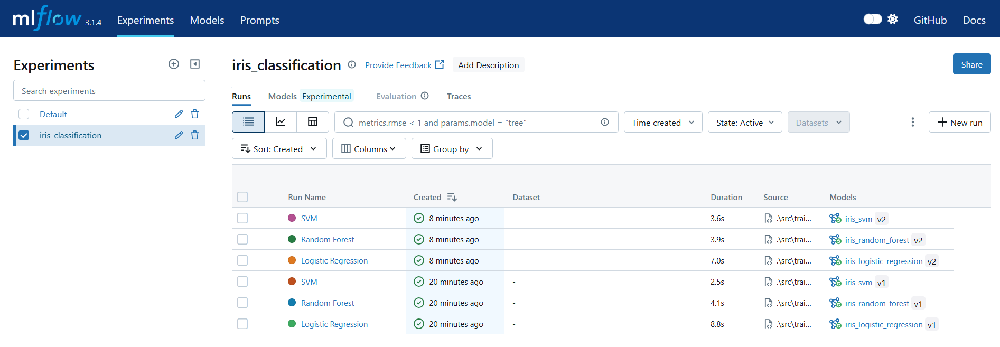 mlflow 3.1.4 Experiments Models Prompts GitHub Docs
Experiments
Search experiments
Default
iris_classification
iris_classification Provide Feedback Add Description Share
Runs Models Experimental Evaluation Traces
metrics.rmse < 1 and params.model = "tree" Time created State: Active Datasets New run
Sort: Created Columns Group by
Run Name Created Dataset Duration Source Models
SVM 8 minutes ago - 3.6s .\src\trai... iris_svm v2
Random Forest 8 minutes ago - 3.9s .\src\trai... iris_random_forest v2
Logistic Regression 8 minutes ago - 7.0s .\src\trai... iris_logistic_regression v2
SVM 20 minutes ago - 2.5s .\src\trai... iris_svm v1
Random Forest 20 minutes ago - 4.1s .\src\trai... iris_random_forest v1
Logistic Regression 20 minutes ago - 8.8s .\src\trai... iris_logistic_regression v1